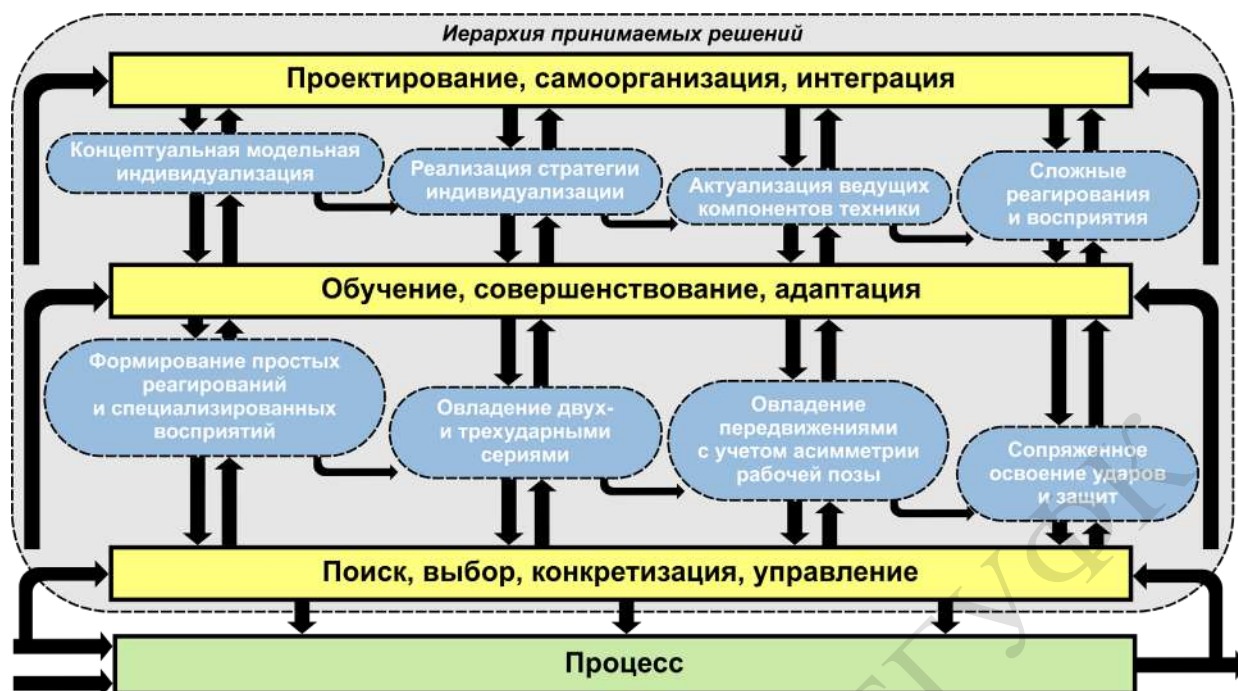 Иерархия принимаемых решений
Проектирование, самоорганизация, интеграция
Концептуальная модельная
индивидуализация
Реализация стратегии
индивидуализации
Актуализация ведущих
компонентов техники
Сложные
реагирования
и восприятия
Обучение, совершенствование, адаптация
Формирование простых
реагирований
и специализированных
восприятий
Овладение двух-
и трехударными
сериями
Овладение
передвижениями
с учетом асимметрии
рабочей позы
Сопряженное
освоение ударов
и защит
Поиск, выбор, конкретизация, управление
Процесс